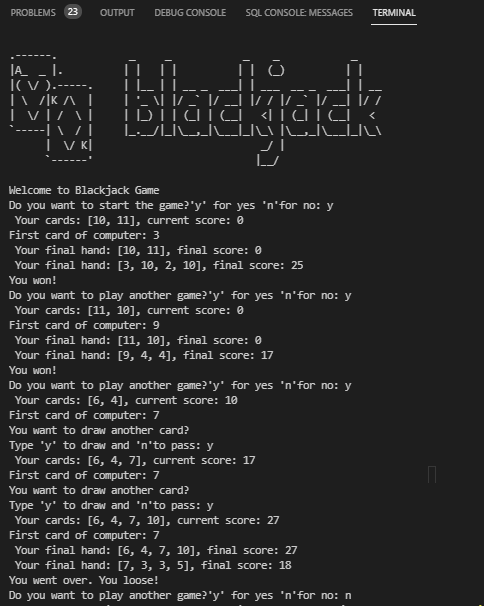 PROBLEMS 23 OUTPUT DEBUG CONSOLE SQL CONSOLE: MESSAGES TERMINAL
blackjack
Welcome to Blackjack Game
Do you want to start the game?'y' for yes 'n'for no: y
Your cards: [10, 11], current score: 0
First card of computer: 3
Your final hand: [10, 11], final score: 0
Your final hand: [3, 10, 2, 10], final score: 25
You won!
Do you want to play another game?'y' for yes 'n'for no: y
Your cards: [11, 10], current score: 0
First card of computer: 9
Your final hand: [11, 10], final score: 0
Your final hand: [9, 4, 4], final score: 17
You won!
Do you want to play another game?'y' for yes 'n'for no: y
Your cards: [6, 4], current score: 10
First card of computer: 7
You want to draw another card?
Type 'y' to draw and 'n'to pass: y
Your cards: [6, 4, 7], current score: 17
First card of computer: 7
You want to draw another card?
Type 'y' to draw and 'n'to pass: y
Your cards: [6, 4, 7, 10], current score: 27
First card of computer: 7
Your final hand: [6, 4, 7, 10], final score: 27
Your final hand: [7, 3, 3, 5], final score: 18
You went over. You loose!
Do you want to play another game?'y' for yes 'n'for no: n